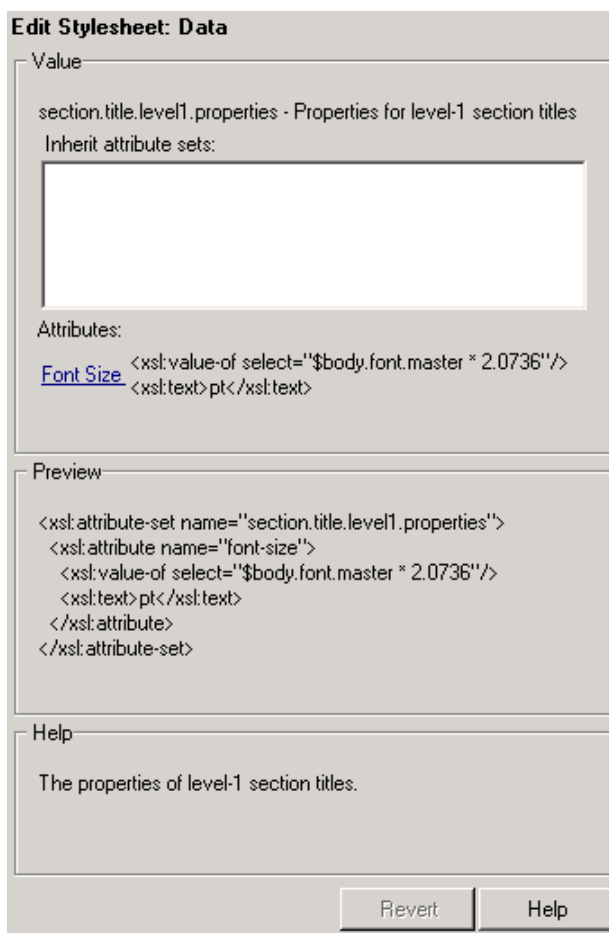 Edit Stylesheet: Data
Value
section.title.level1.properties - Properties for level-1 section titles
Inherit attribute sets:
Attributes:
Font Size <xsl:value-of select="$body.font.master * 2.0736"/>
<xsl:text>pt</xsl:text>
Preview
<xsl:attribute-set name="section.title.level1.properties">
<xsl:attribute name="font-size">
<xsl:value-of select="$body.font.master * 2.0736"/>
<xsl:text>pt</xsl:text>
</xsl:attribute>
</xsl:attribute-set>
Help
The properties of level-1 section titles.
Revert Help